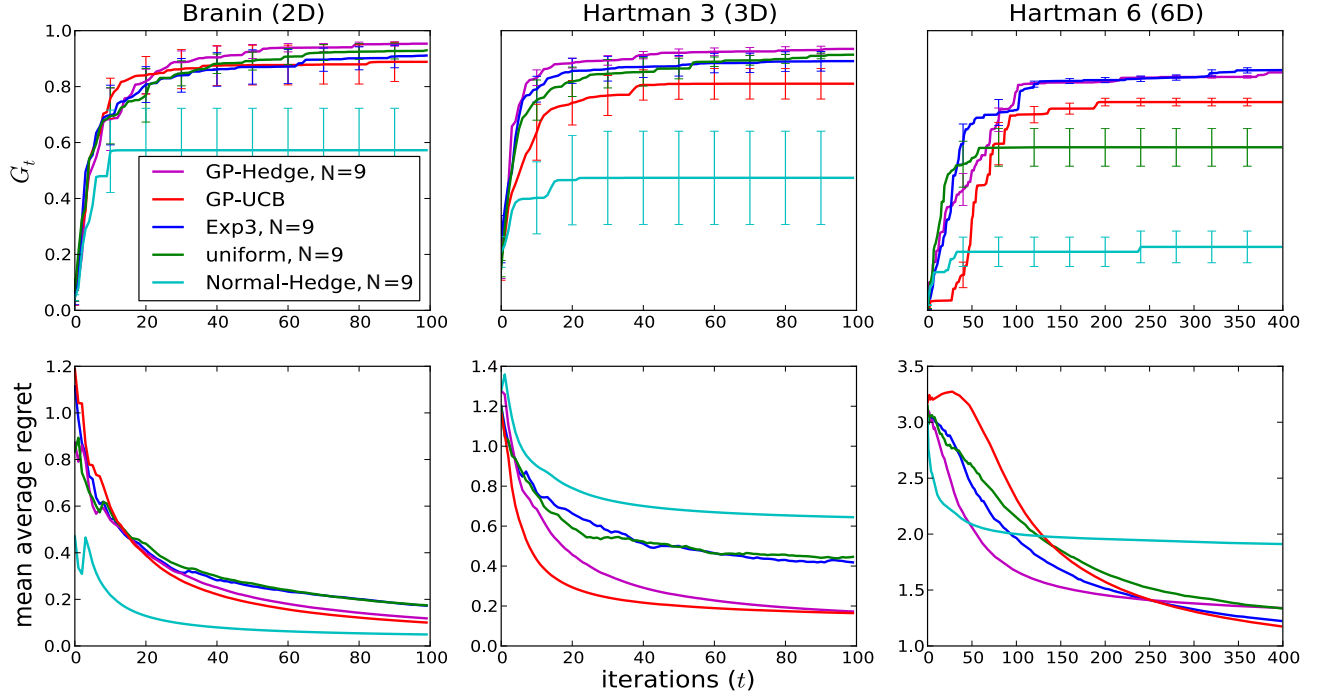 Branin (2D)
Hartman 3 (3D)
Hartman 6 (6D)
G_t
1.0
0.8
0.6
0.4
0.2
0.0
0 20 40 60 80 100
GP-Hedge, N=9
GP-UCB
Exp3, N=9
uniform, N=9
Normal-Hedge, N=9
0 20 40 60 80 100
0 50 100 150 200 250 300 350 400
mean average regret
1.2
1.0
0.8
0.6
0.4
0.2
0.0
0 20 40 60 80 100
1.4
1.2
1.0
0.8
0.6
0.4
0.2
0.0
0 20 40 60 80 100
3.5
3.0
2.5
2.0
1.5
1.0
0 50 100 150 200 250 300 350 400
iterations (t)